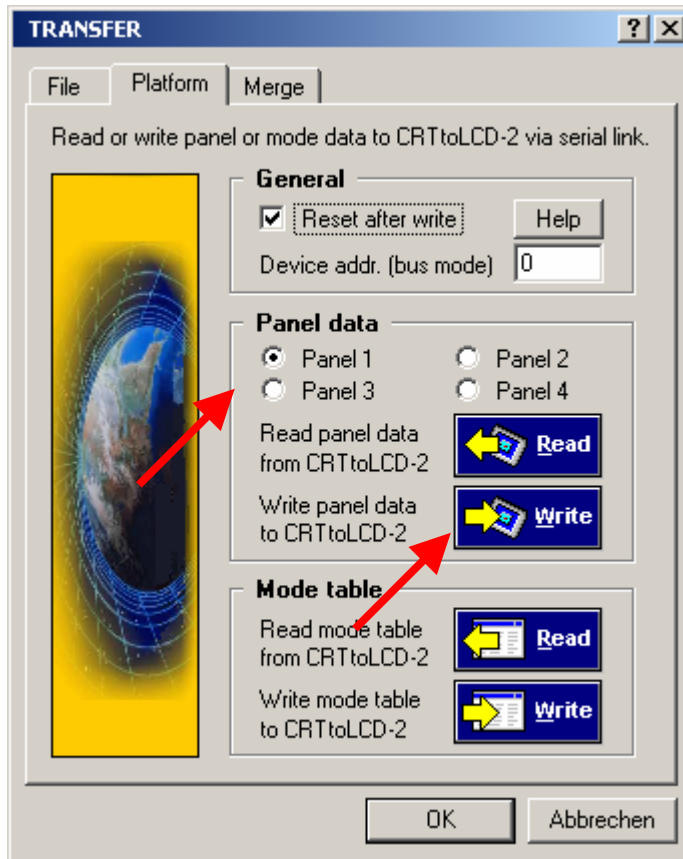 TRANSFER
File Platform Merge
Read or write panel or mode data to CRTtoLCD-2 via serial link.
General
Reset after write Help
Device addr. (bus mode) 0
Panel data
Panel 1 Panel 2
Panel 3 Panel 4
Read panel data
from CRTtoLCD-2
Read
Write panel data
to CRTtoLCD-2
Write
Mode table
Read mode table
from CRTtoLCD-2
Read
Write mode table
to CRTtoLCD-2
Write
OK Abbrechen